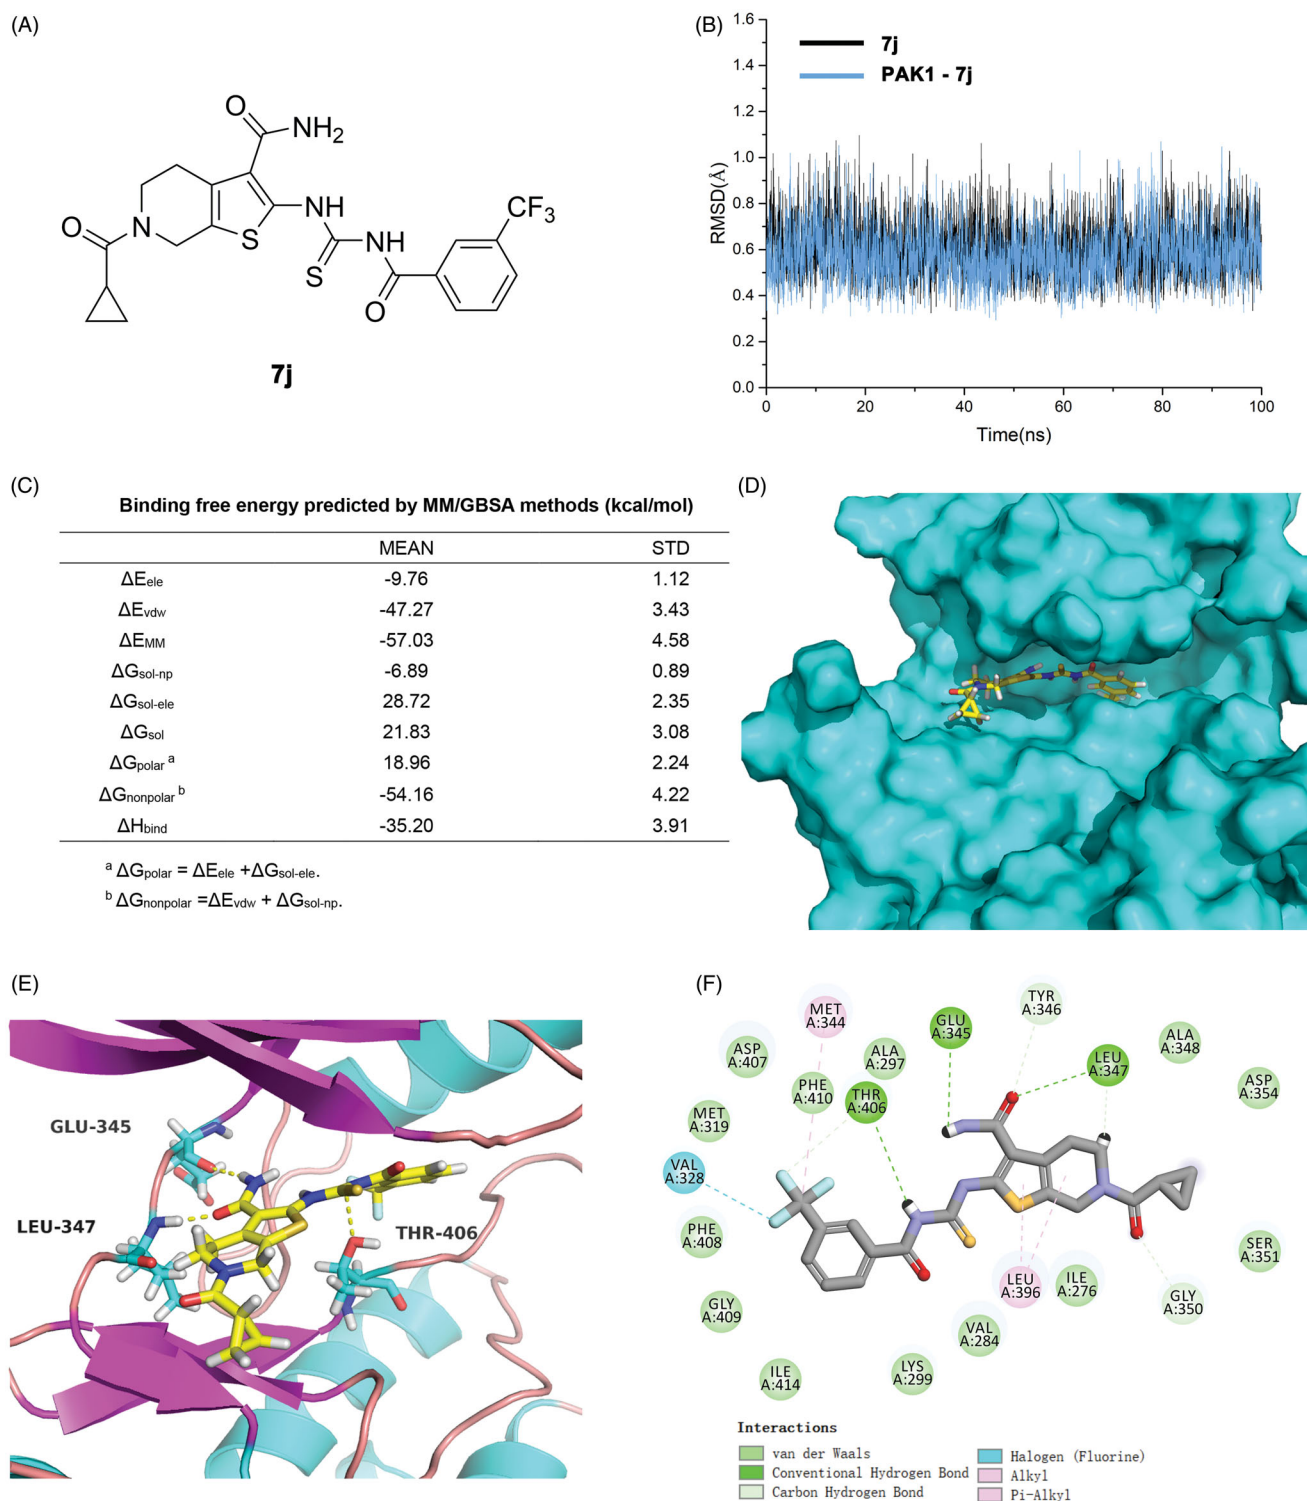 (A)
O
NH2
O
N
S
NH
S
NH
O
CF3
7j
(B)
7j
PAK1 - 7j
RMSD(Å)
1.6
1.4
1.2
1.0
0.8
0.6
0.4
0.2
0.0
0 20 40 60 80 100
Time(ns)
(C)
Binding free energy predicted by MM/GBSA methods (kcal/mol)
MEAN STD
ΔEele -9.76 1.12
ΔEvdw -47.27 3.43
ΔEMM -57.03 4.58
ΔGsol-np -6.89 0.89
ΔGsol-ele 28.72 2.35
ΔGsol 21.83 3.08
ΔGpolar a 18.96 2.24
ΔGnonpolar b -54.16 4.22
ΔHbind -35.20 3.91
a ΔGpolar = ΔEele +ΔGsol-ele.
b ΔGnonpolar =ΔEvdw + ΔGsol-np.
(D)
(E)
GLU-345
LEU-347
THR-406
(F)
TYR
A:346
MET
A:344
GLU
A:345
ASP
A:407
ALA
A:297
ALA
A:348
LEU
A:347
PHE
A:410
THR
A:406
ASP
A:354
MET
A:319
VAL
A:328
PHE
A:408
SER
A:351
LEU
A:396
ILE
A:276
GLY
A:350
GLY
A:409
VAL
A:284
ILE
A:414
LYS
A:299
Interactions
van der Waals
Conventional Hydrogen Bond
Carbon Hydrogen Bond
Halogen (Fluorine)
Alkyl
Pi-Alkyl